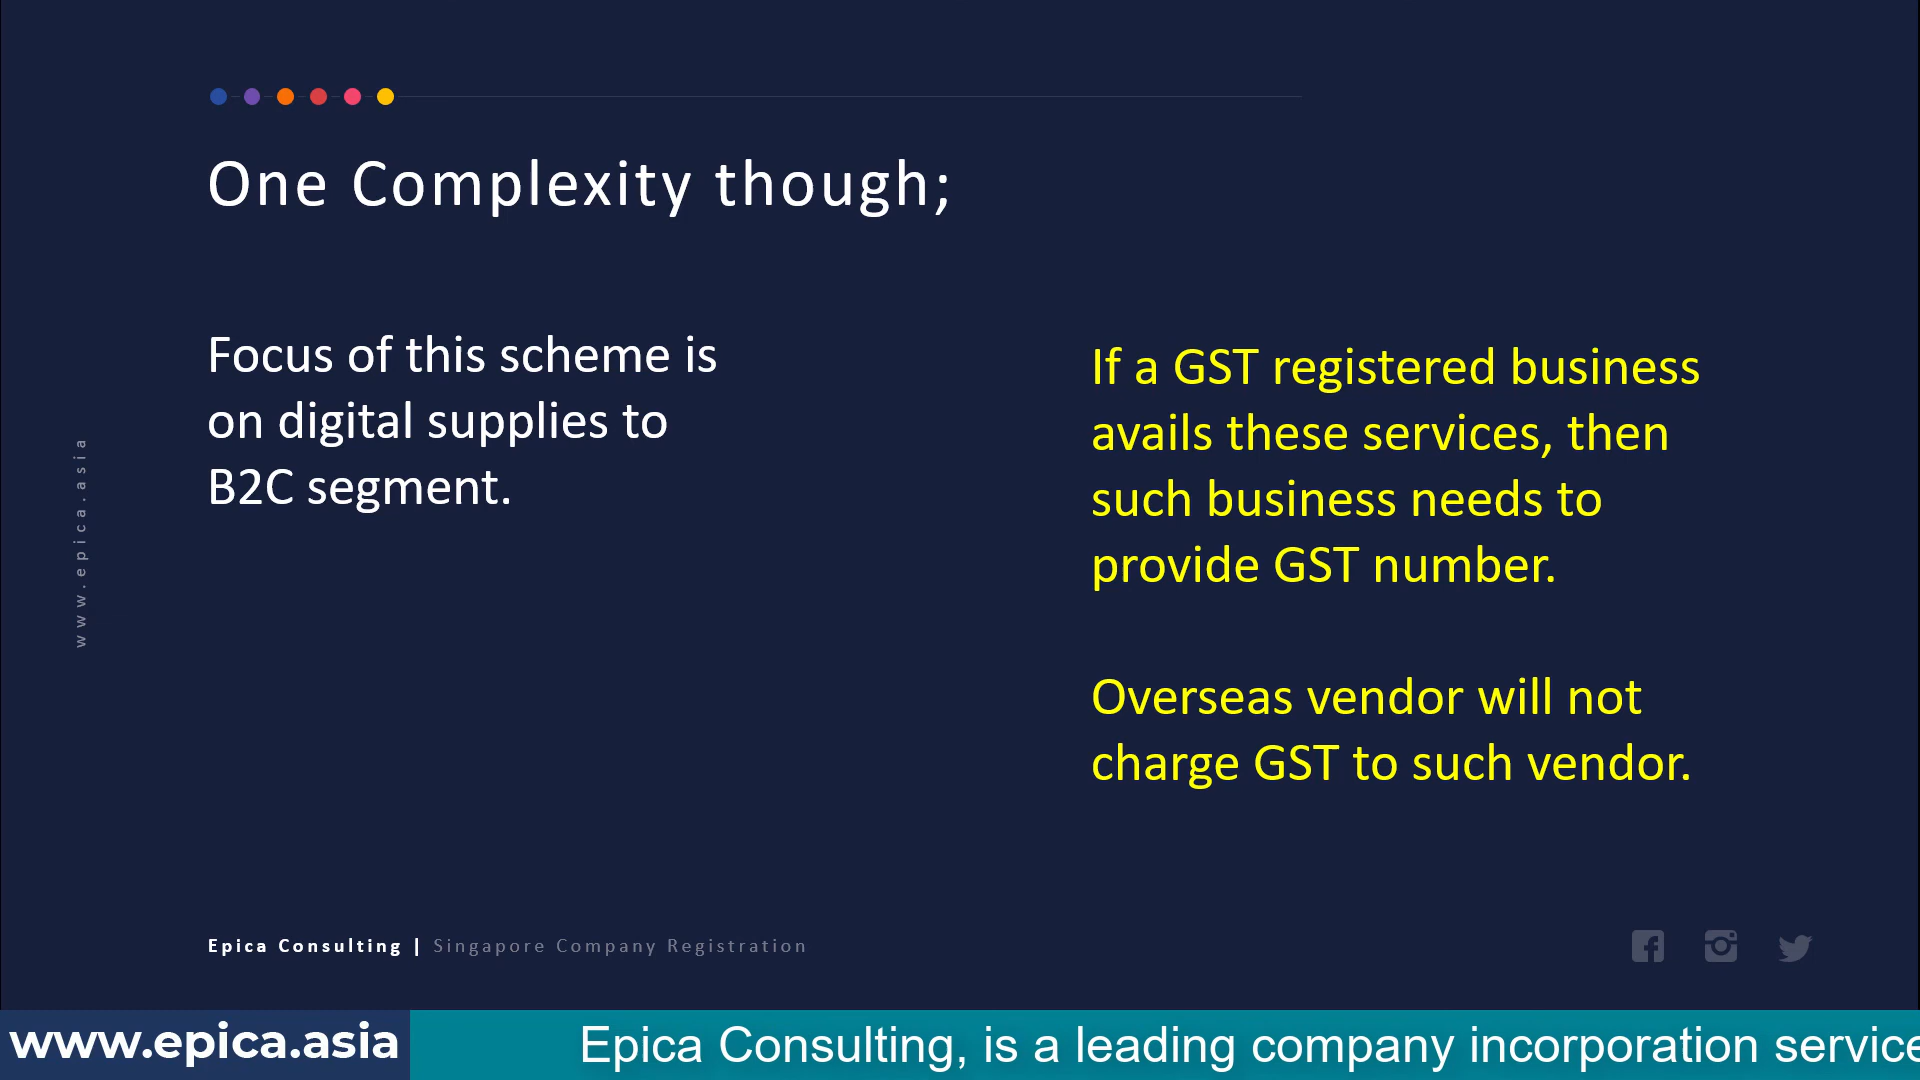 One Complexity though;
Focus of this scheme is
on digital supplies to
B2C segment.
If a GST registered business
avails these services, then
such business needs to
provide GST number.
Overseas vendor will not
charge GST to such vendor.
www.epica.asia
Epica Consulting | Singapore Company Registration
www.epica.asia
Epica Consulting, is a leading company incorporation service